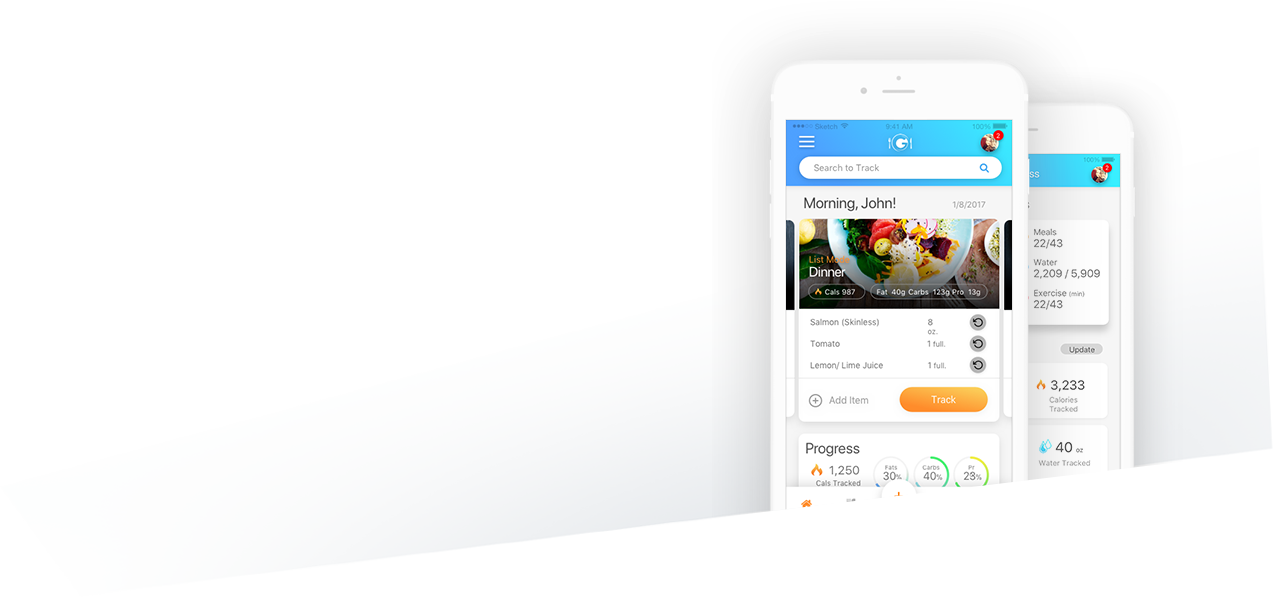 Sketch 9:41 AM 100%
2
Search to Track
Morning, John! 1/8/2017
List Menu
Dinner
Cals 987 Fat 40g Carbs 123g Pro 13g
Salmon (Skinless) 8 oz.
Tomato 1 full.
Lemon/ Lime Juice 1 full.
Add Item Track
Progress
1,250
Cals Tracked
Fats
30%
Carbs
40%
Pr
23%
100%
2
ss
Meals
22/43
Water
2,209 / 5,909
Exercise (min)
22/43
Update
3,233
Calories
Tracked
40 oz
Water Tracked